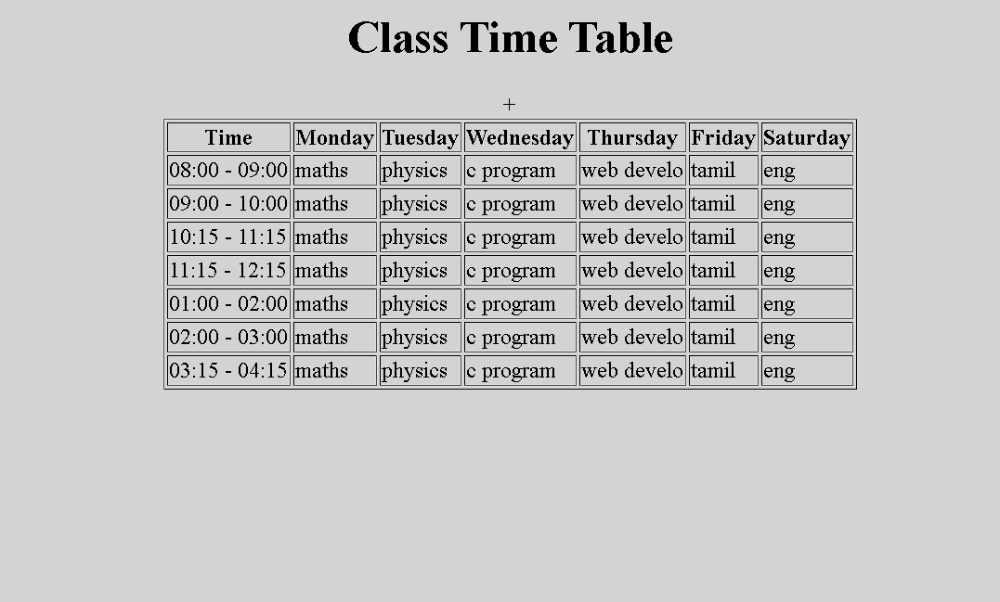 Class Time Table
+
Time Monday Tuesday Wednesday Thursday Friday Saturday
08:00 - 09:00 maths physics c program web develo tamil eng
09:00 - 10:00 maths physics c program web develo tamil eng
10:15 - 11:15 maths physics c program web develo tamil eng
11:15 - 12:15 maths physics c program web develo tamil eng
01:00 - 02:00 maths physics c program web develo tamil eng
02:00 - 03:00 maths physics c program web develo tamil eng
03:15 - 04:15 maths physics c program web develo tamil eng